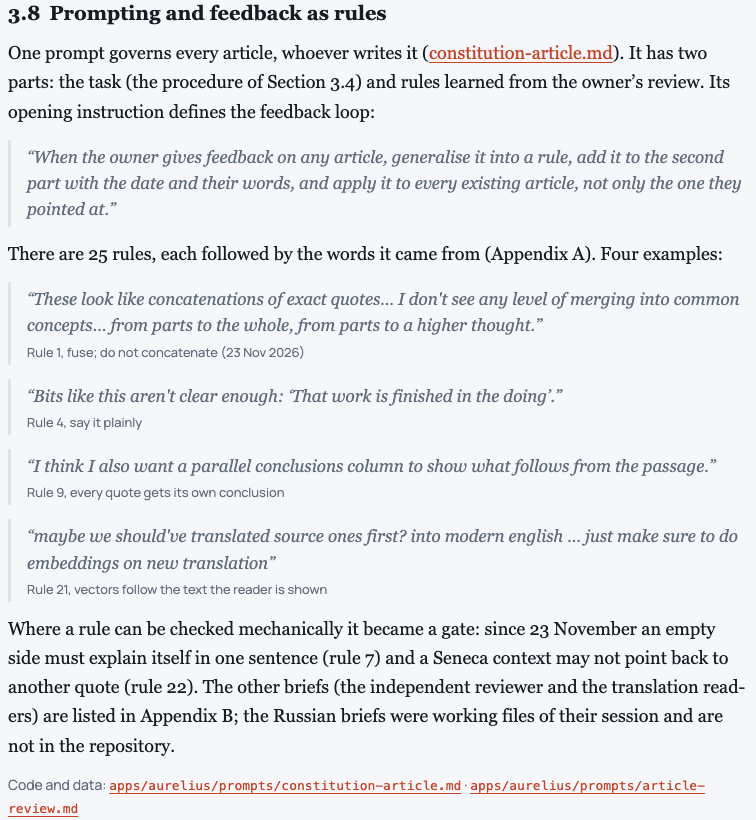 3.8 Prompting and feedback as rules
One prompt governs every article, whoever writes it (constitution-article.md). It has two
parts: the task (the procedure of Section 3.4) and rules learned from the owner’s review. Its
opening instruction defines the feedback loop:
“When the owner gives feedback on any article, generalise it into a rule, add it to the second
part with the date and their words, and apply it to every existing article, not only the one they
pointed at.”
There are 25 rules, each followed by the words it came from (Appendix A). Four examples:
“These look like concatenations of exact quotes... I don't see any level of merging into common
concepts... from parts to the whole, from parts to a higher thought.”
Rule 1, fuse; do not concatenate (23 Nov 2026)
“Bits like this aren't clear enough: ‘That work is finished in the doing’.”
Rule 4, say it plainly
“I think I also want a parallel conclusions column to show what follows from the passage.”
Rule 9, every quote gets its own conclusion
“maybe we should've translated source ones first? into modern english ... just make sure to do
embeddings on new translation”
Rule 21, vectors follow the text the reader is shown
Where a rule can be checked mechanically it became a gate: since 23 November an empty
side must explain itself in one sentence (rule 7) and a Seneca context may not point back to
another quote (rule 22). The other briefs (the independent reviewer and the translation read-
ers) are listed in Appendix B; the Russian briefs were working files of their session and are
not in the repository.
Code and data: apps/aurelius/prompts/constitution-article.md · apps/aurelius/prompts/article-
review.md